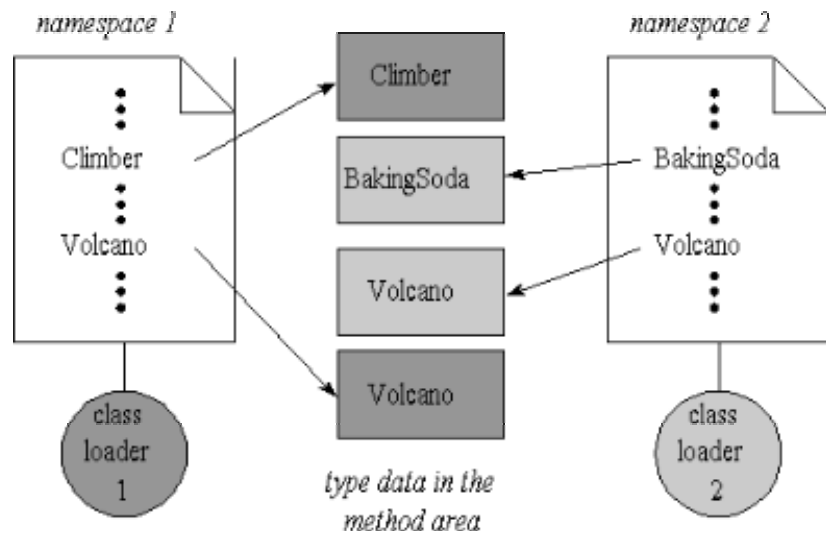 namespace 1
Climber
Volcano
class
loader
1
Climber
BakingSoda
Volcano
Volcano
type data in the
method area
namespace 2
BakingSoda
Volcano
class
loader
2